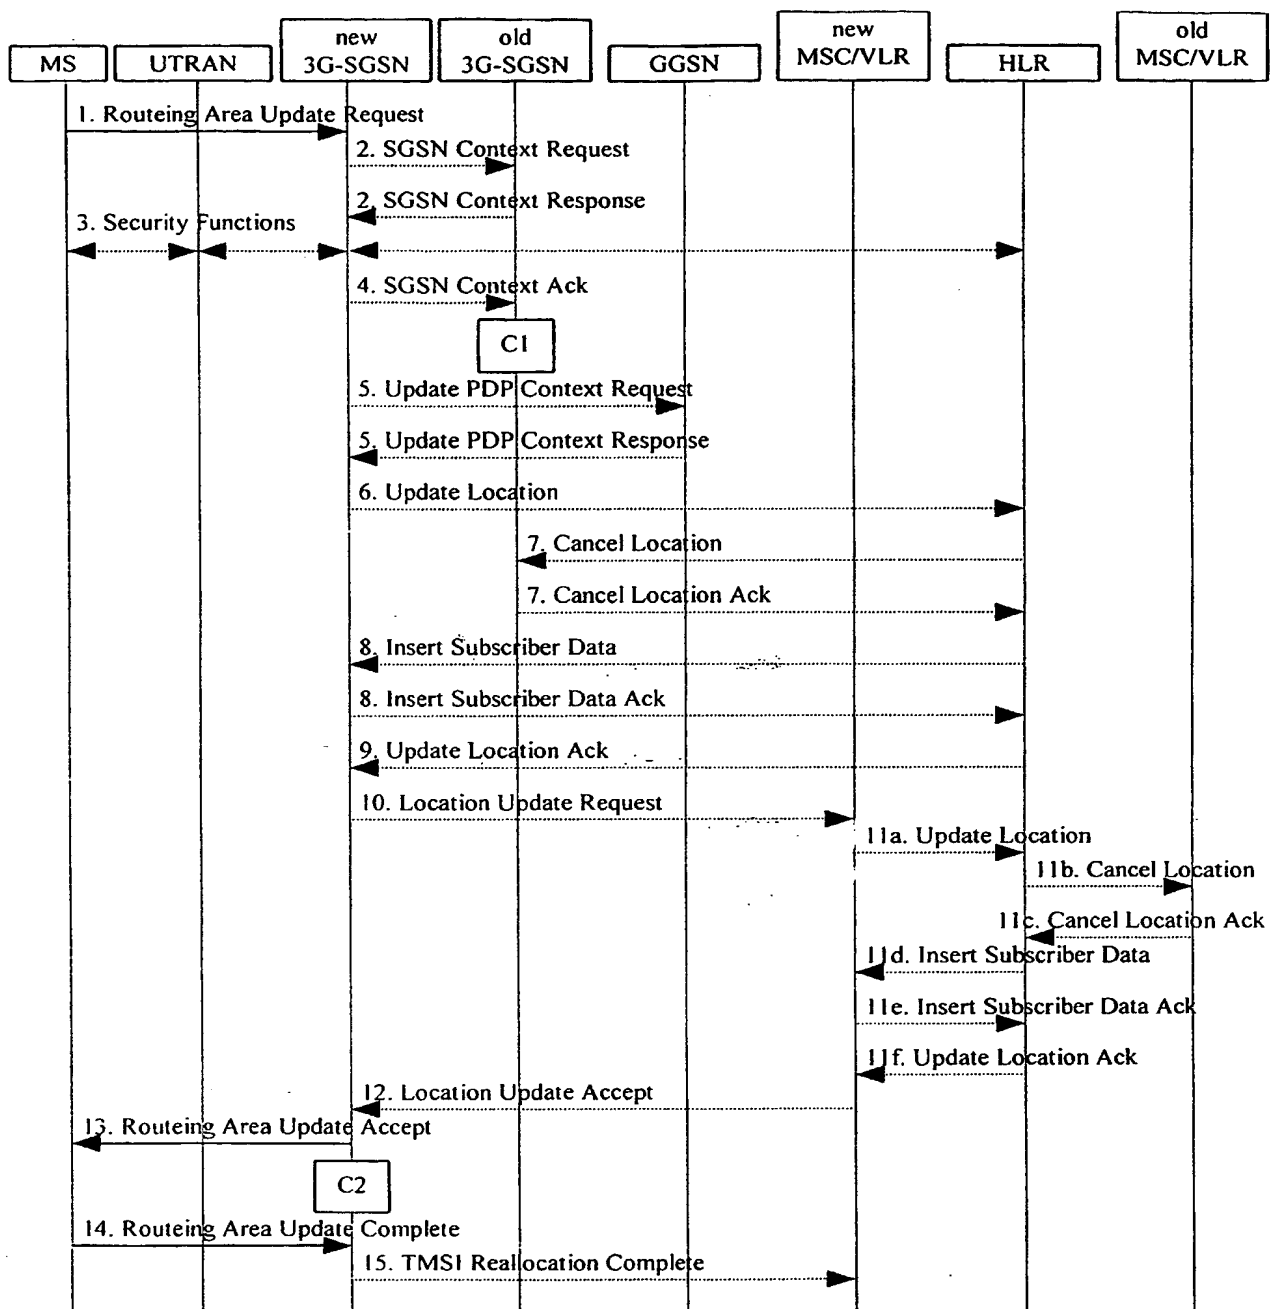 MS
UTRAN
new
3G-SGSN
old
3G-SGSN
GGSN
new
MSC/VLR
HLR
old
MSC/VLR
1. Routeing Area Update Request
2. SGSN Context Request
2. SGSN Context Response
3. Security Functions
4. SGSN Context Ack
C1
5. Update PDP Context Request
5. Update PDP Context Response
6. Update Location
7. Cancel Location
7. Cancel Location Ack
8. Insert Subscriber Data
8. Insert Subscriber Data Ack
9. Update Location Ack
10. Location Update Request
11a. Update Location
11b. Cancel Location
11c. Cancel Location Ack
11d. Insert Subscriber Data
11e. Insert Subscriber Data Ack
11f. Update Location Ack
12. Location Update Accept
13. Routeing Area Update Accept
C2
14. Routeing Area Update Complete
15. TMSI Reallocation Complete